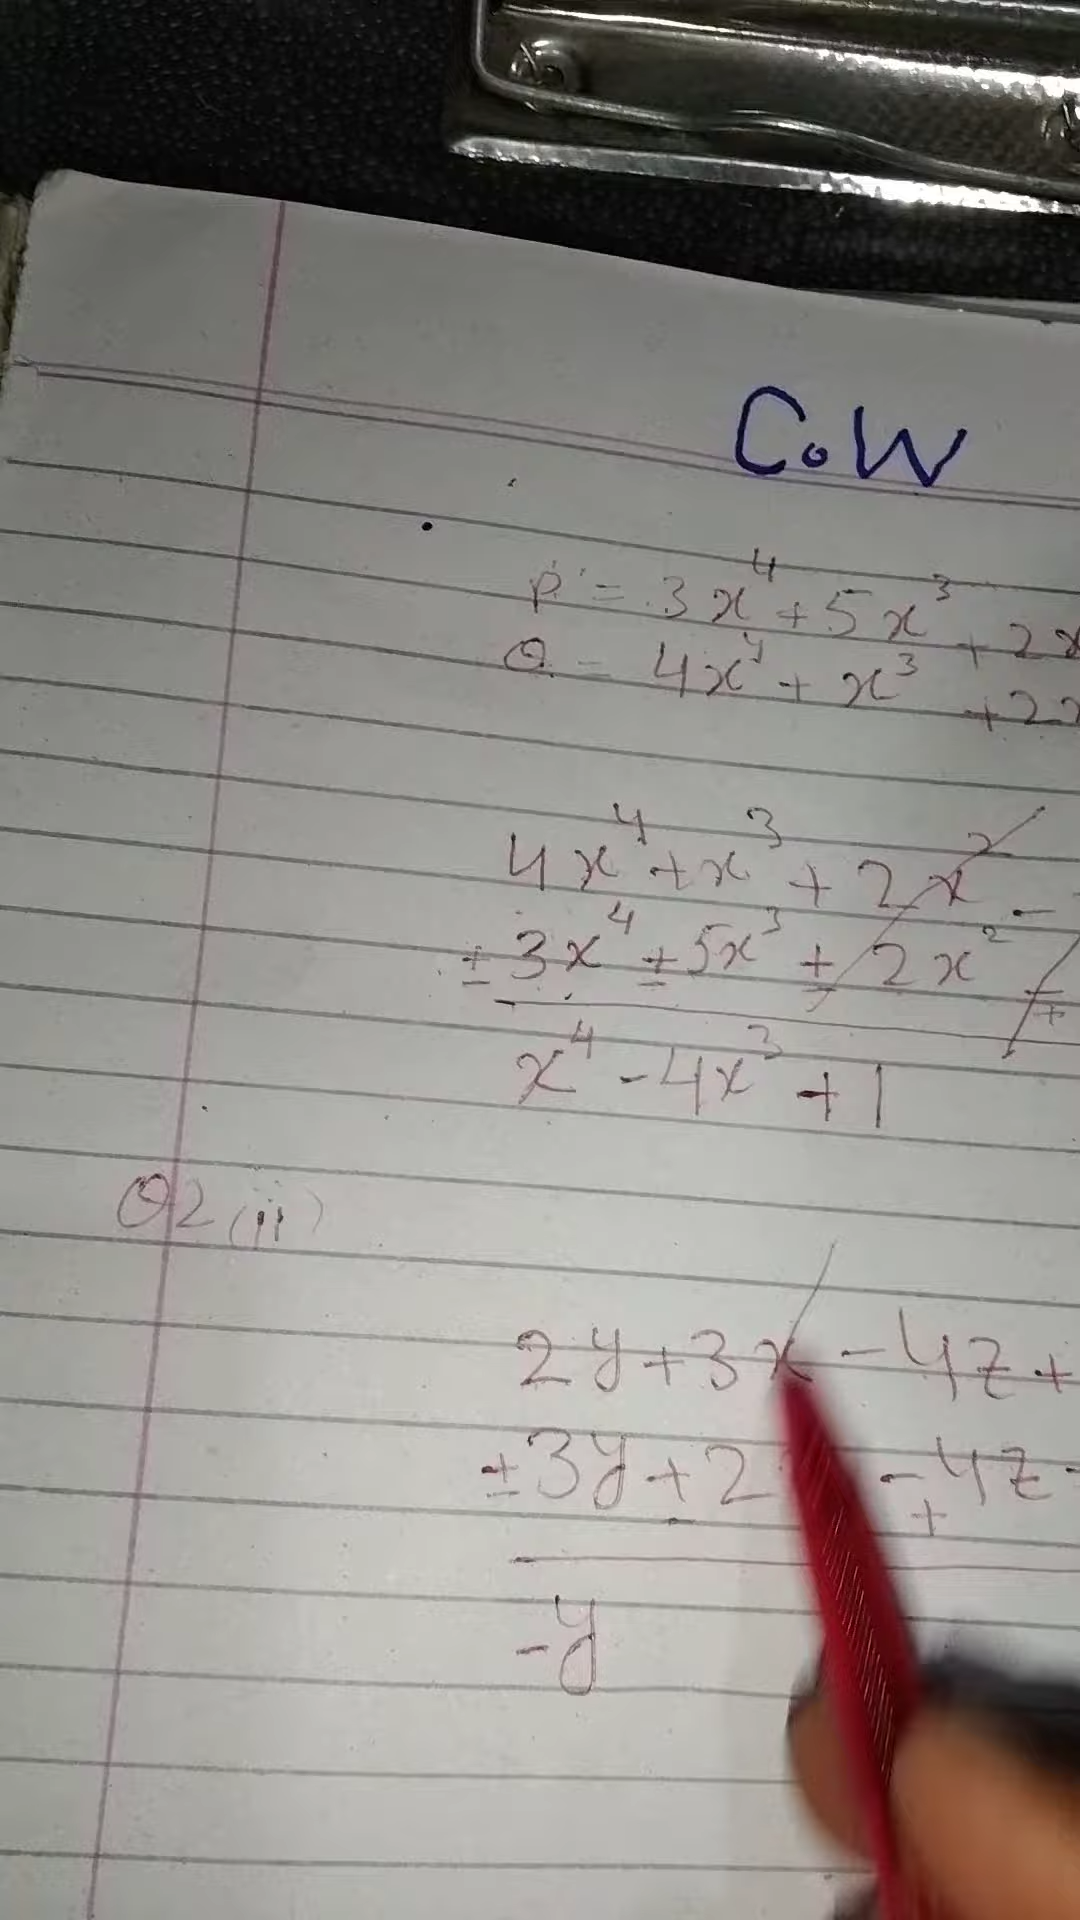 C.W
P = 3x⁴ + 5x³ + 2x
Q = 4x⁴ + x³ + 2x
4x⁴ + x³ + 2x² -
± 3x⁴ ± 5x³ ± 2x² - +
x⁴ - 4x³ + 1
Q2 (ii)
2y + 3x - 4z +
± 3y + 2 - 4z
- +
-y